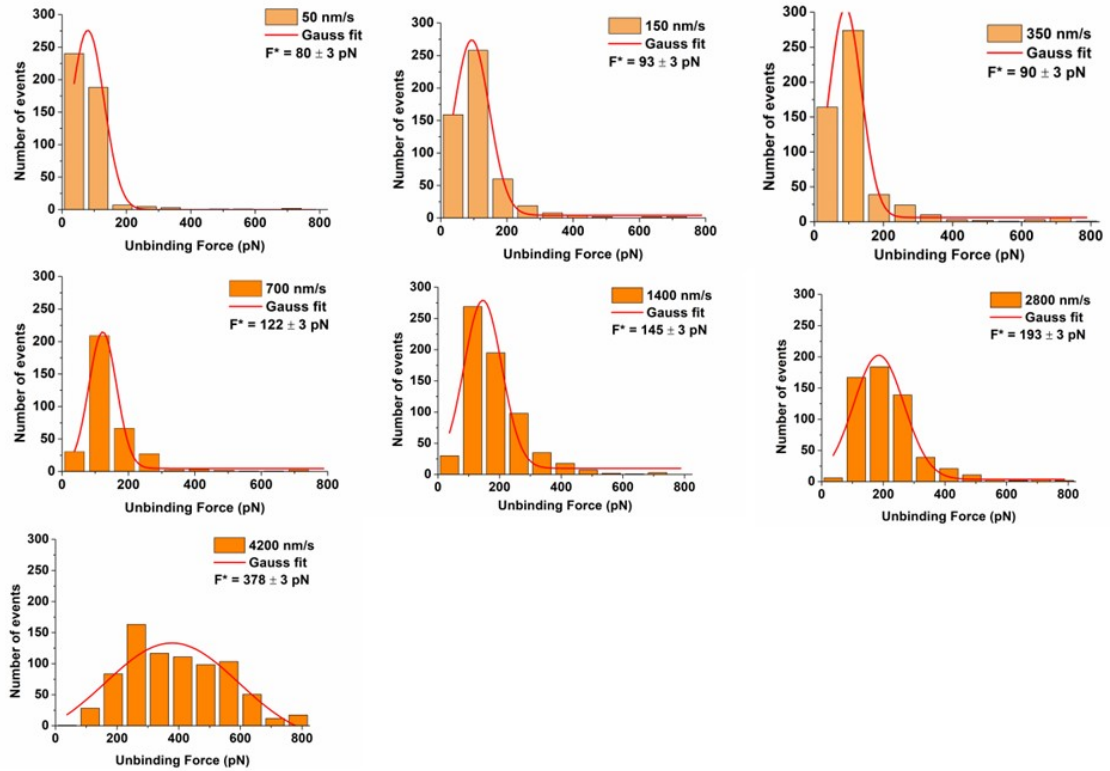 50 nm/s
Gauss fit
F* = 80 ± 3 pN
Number of events
300
250
200
150
100
50
0
0 200 400 600 800
Unbinding Force (pN)
150 nm/s
Gauss fit
F* = 93 ± 3 pN
Number of events
300
250
200
150
100
50
0
0 200 400 600 800
Unbinding Force (pN)
350 nm/s
Gauss fit
F* = 90 ± 3 pN
Number of events
300
250
200
150
100
50
0
0 200 400 600 800
Unbinding Force (pN)
700 nm/s
Gauss fit
F* = 122 ± 3 pN
Number of events
300
250
200
150
100
50
0
0 200 400 600 800
Unbinding Force (pN)
1400 nm/s
Gauss fit
F* = 145 ± 3 pN
Number of events
300
250
200
150
100
50
0
0 200 400 600 800
Unbinding Force (pN)
2800 nm/s
Gauss fit
F* = 193 ± 3 pN
Number of events
300
250
200
150
100
50
0
0 200 400 600 800
Unbinding Force (pN)
4200 nm/s
Gauss fit
F* = 378 ± 3 pN
Number of events
300
250
200
150
100
50
0
0 200 400 600 800
Unbinding Force (pN)